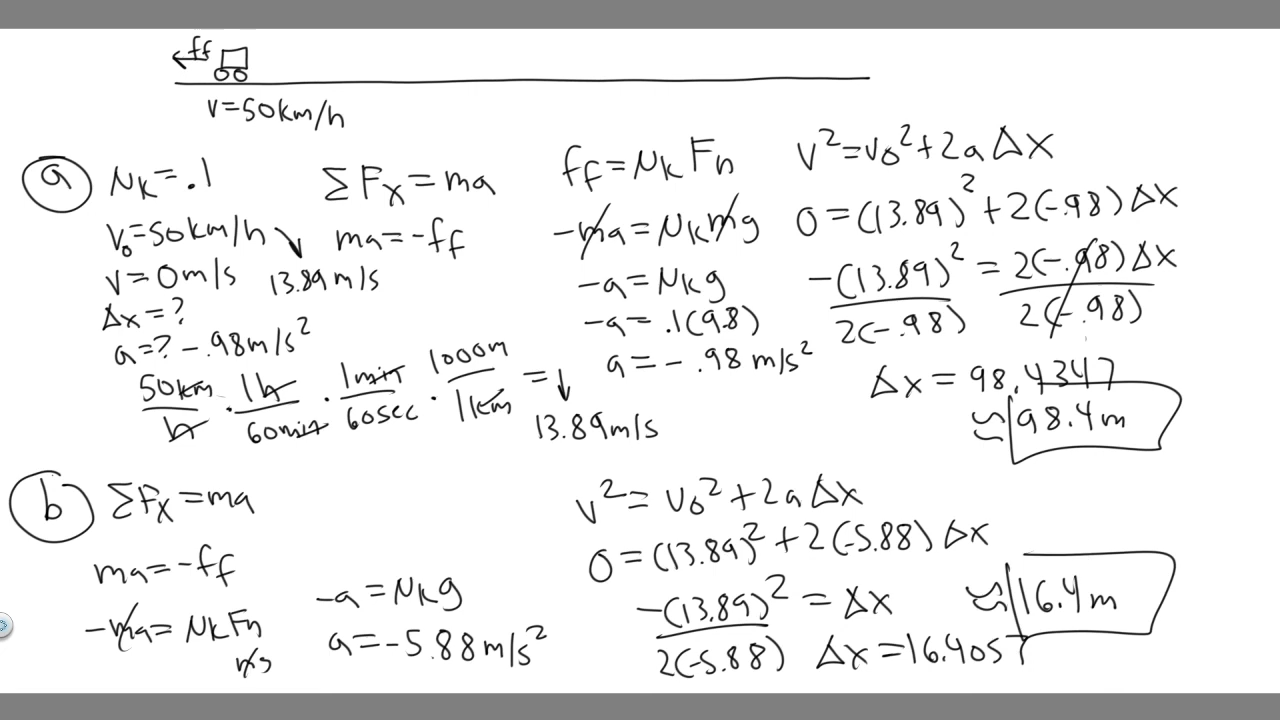 ff
v=50km/h
a
μk=.1
v₀=50km/h
13.89m/s
v=0m/s
Δx=?
a=? -.98m/s²
50km/h · 1h/60min · 1min/60sec · 1000m/1km =
13.89m/s
ΣFx=ma
ma=-ff
ff=μkFn
-ma=μkmg
-a=μkg
-a=.1(9.8)
a=-.98m/s²
v²=v₀²+2aΔx
0=(13.89)²+2(-.98)Δx
-(13.89)²/2(-.98) = 2(-.98)Δx/2(-.98)
Δx=98.4347
≈98.4m
b
ΣFx=ma
ma=-ff
-ma=μkFn
mg
-a=μkg
a=-5.88m/s²
v²=v₀²+2aΔx
0=(13.89)²+2(-5.88)Δx
-(13.89)²/2(-5.88)=Δx
Δx=16.4057
≈16.4m